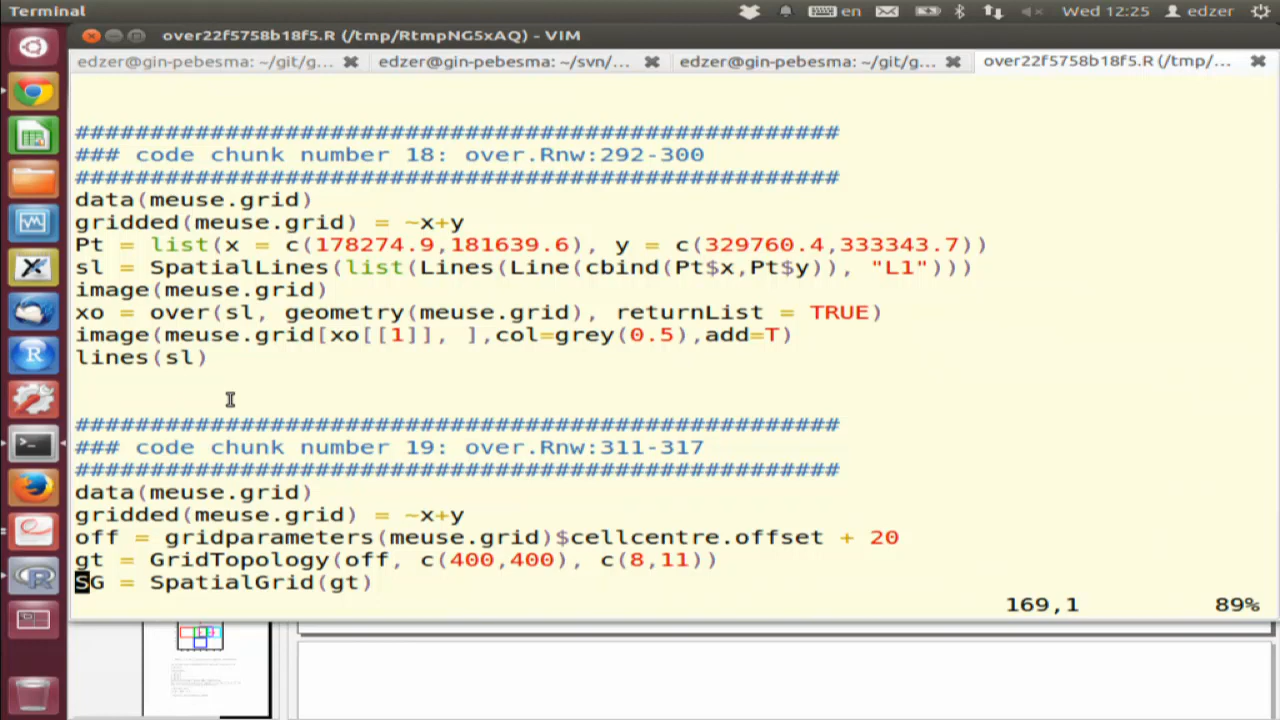 Terminal
en
Wed 12:25
edzer
over22f5758b18f5.R (/tmp/RtmpNG5xAQ) - VIM
edzer@gin-pebesma: ~/git/g...
edzer@gin-pebesma: ~/svn/...
edzer@gin-pebesma: ~/git/g...
over22f5758b18f5.R (/tmp/...
###################################################
### code chunk number 18: over.Rnw:292-300
###################################################
data(meuse.grid)
gridded(meuse.grid) = ~x+y
Pt = list(x = c(178274.9,181639.6), y = c(329760.4,333343.7))
sl = SpatialLines(list(Lines(Line(cbind(Pt$x,Pt$y)), "L1")))
image(meuse.grid)
xo = over(sl, geometry(meuse.grid), returnList = TRUE)
image(meuse.grid[xo[[1]], ],col=grey(0.5),add=T)
lines(sl)
###################################################
### code chunk number 19: over.Rnw:311-317
###################################################
data(meuse.grid)
gridded(meuse.grid) = ~x+y
off = gridparameters(meuse.grid)$cellcentre.offset + 20
gt = GridTopology(off, c(400,400), c(8,11))
SG = SpatialGrid(gt)
169,1 89%